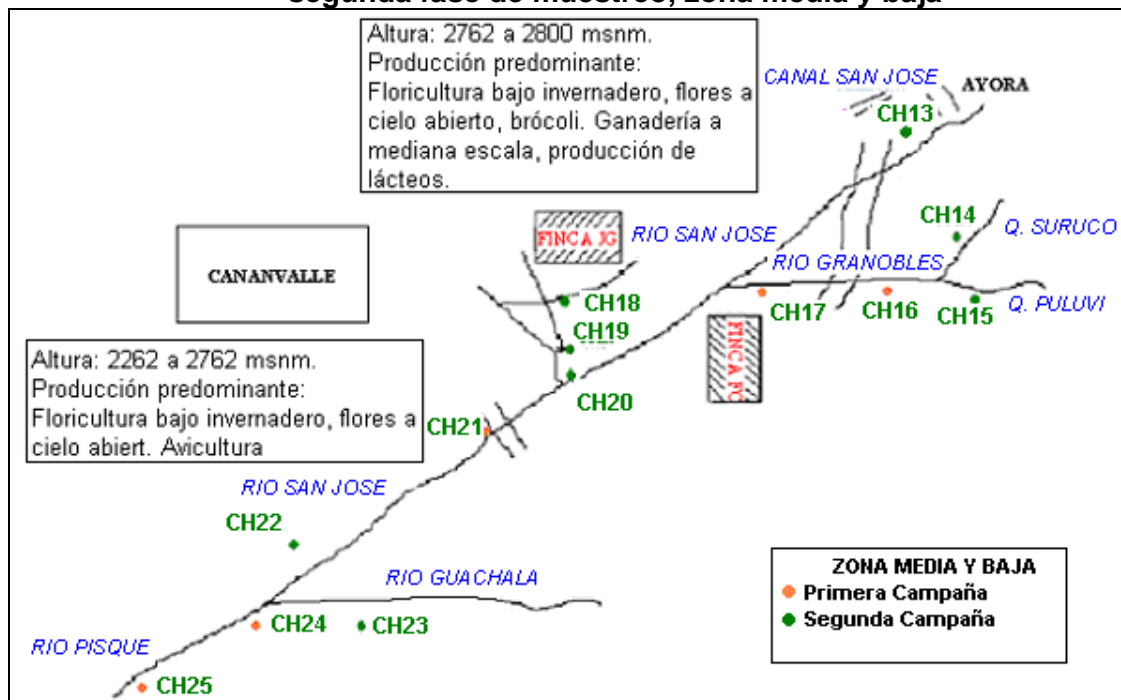 segunda fase de muestreo, zona media y baja
Altura: 2762 a 2800 msnm.
Producción predominante:
Floricultura bajo invernadero, flores a
cielo abierto, brócoli. Ganadería a
mediana escala, producción de
lácteos.
CANAL SAN JOSE
AYORA
CH13
CH14
Q. SURUCO
FINCA JG
RIO SAN JOSE
RIO GRANOBLES
CANANVALLE
CH18
CH17
CH16
CH15
Q. PULUVI
CH19
FINCA FC
CH20
Altura: 2262 a 2762 msnm.
Producción predominante:
Floricultura bajo invernadero, flores a
cielo abiert. Avicultura
CH21
RIO SAN JOSE
CH22
RIO GUACHALA
ZONA MEDIA Y BAJA
Primera Campaña
Segunda Campaña
CH24
CH23
RIO PISQUE
CH25